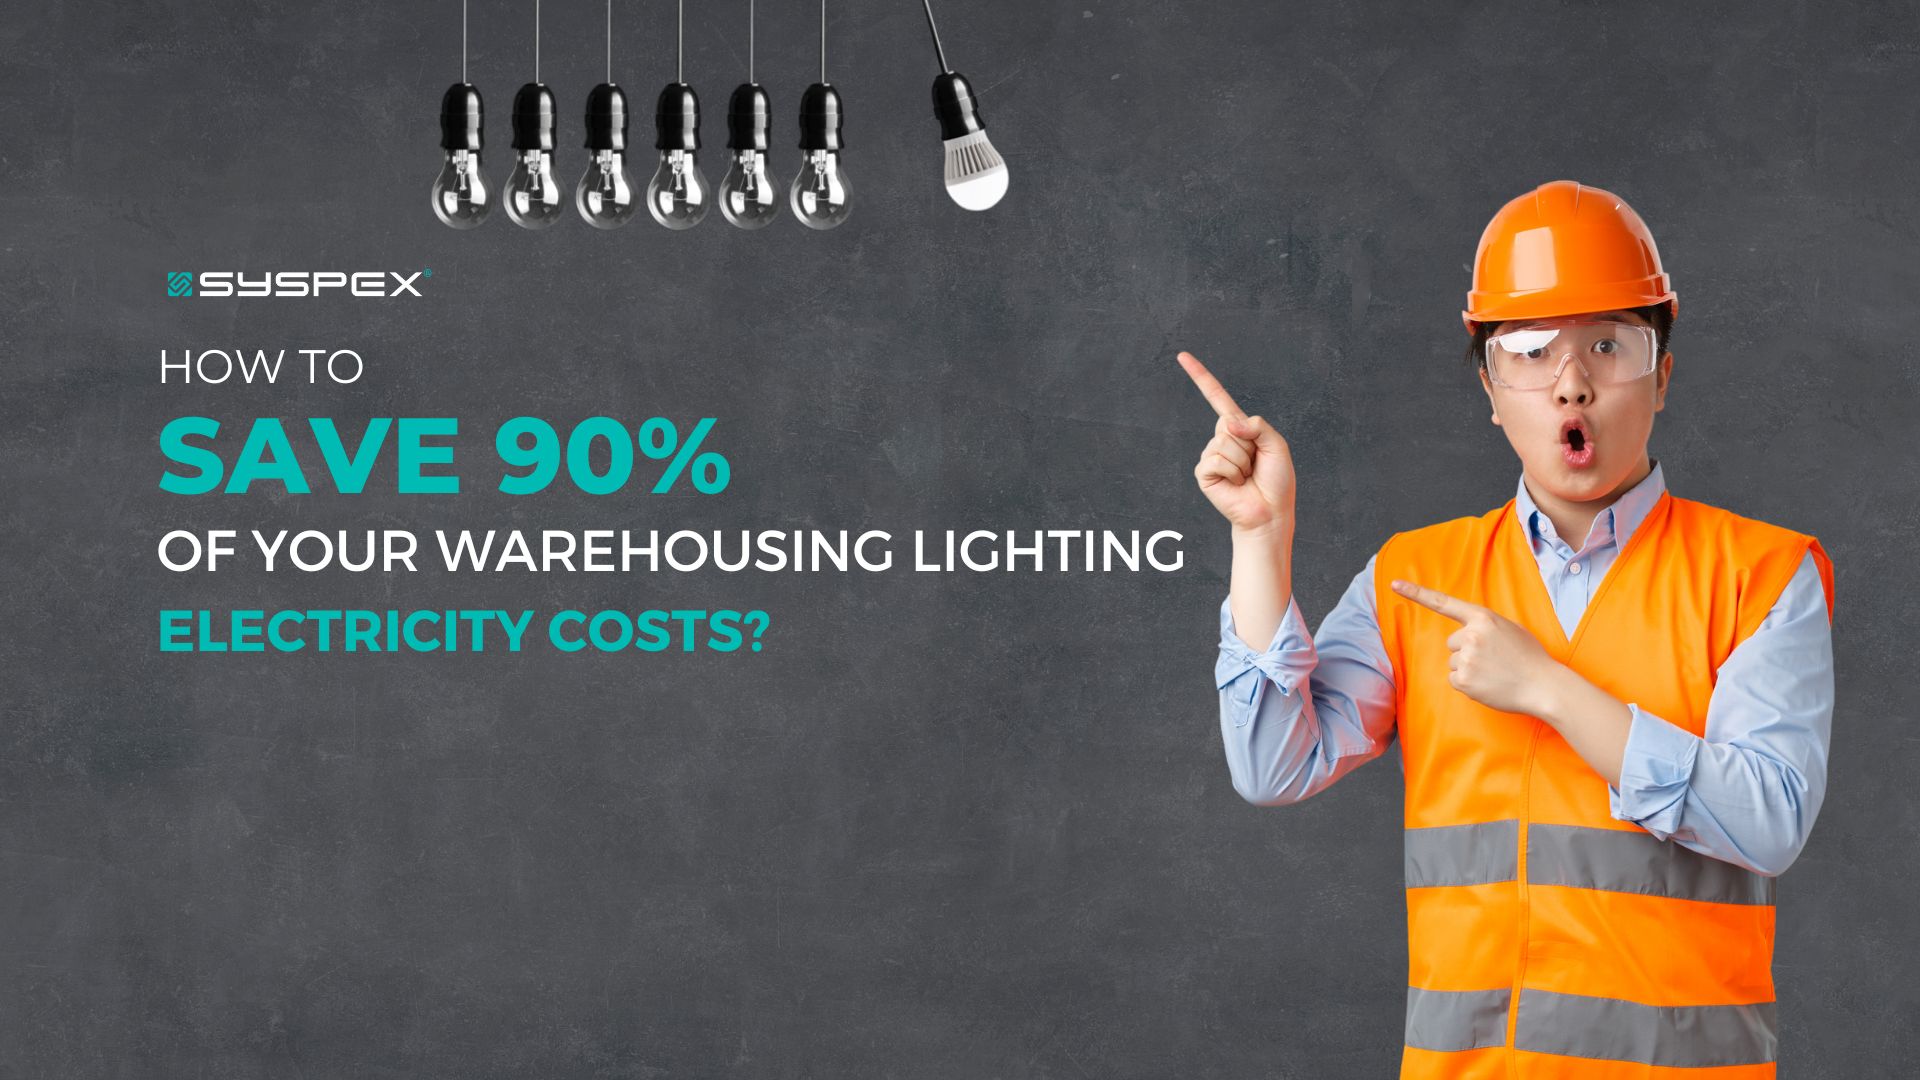 SYSPEX®
HOW TO
SAVE 90%
OF YOUR WAREHOUSING LIGHTING
ELECTRICITY COSTS?